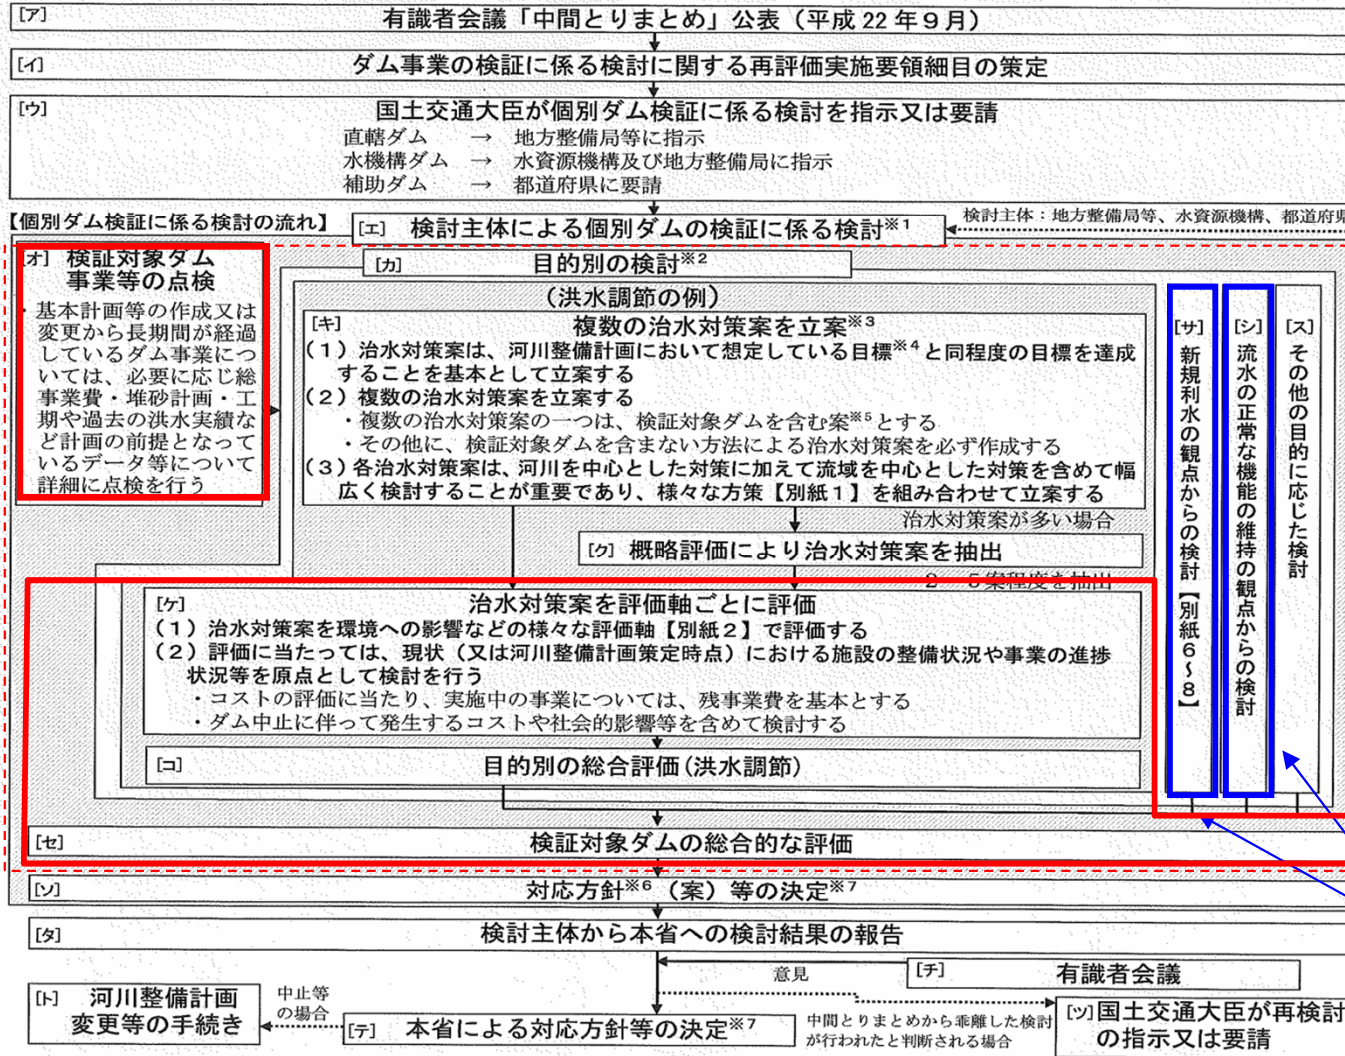 [ア] 有識者会議「中間とりまとめ」公表（平成 22 年９月）
[イ] ダム事業の検証に係る検討に関する再評価実施要領細目の策定
[ウ] 国土交通大臣が個別ダム検証に係る検討を指示又は要請
直轄ダム → 地方整備局等に指示
水機構ダム → 水資源機構及び地方整備局に指示
補助ダム → 都道府県に要請
【個別ダム検証に係る検討の流れ】
[エ] 検討主体による個別ダムの検証に係る検討※1
検討主体：地方整備局等、水資源機構、都道府県
[オ] 検証対象ダム
事業等の点検
・基本計画等の作成又は
変更から長期間が経過
しているダム事業につ
いては、必要に応じ総
事業費・堆砂計画・工
期や過去の洪水実績な
ど計画の前提となって
いるデータ等について
詳細に点検を行う
[カ] 目的別の検討※2
（洪水調節の例）
[キ] 複数の治水対策案を立案※3
（１）治水対策案は、河川整備計画において想定している目標※4と同程度の目標を達成
することを基本として立案する
（２）複数の治水対策案を立案する
・複数の治水対策案の一つは、検証対象ダムを含む案※5とする
・その他に、検証対象ダムを含まない方法による治水対策案を必ず作成する
（３）各治水対策案は、河川を中心とした対策に加えて流域を中心とした対策を含めて幅
広く検討することが重要であり、様々な方策【別紙１】を組み合わせて立案する
治水対策案が多い場合
[ク] 概略評価により治水対策案を抽出
２ ５案程度を抽出
[ケ] 治水対策案を評価軸ごとに評価
（１）治水対策案を環境への影響などの様々な評価軸【別紙２】で評価する
（２）評価に当たっては、現状（又は河川整備計画策定時点）における施設の整備状況や事業の進捗
状況等を原点として検討を行う
・コストの評価に当たり、実施中の事業については、残事業費を基本とする
・ダム中止に伴って発生するコストや社会的影響等を含めて検討する
[コ] 目的別の総合評価（洪水調節）
[サ] 新規利水の観点からの検討【別紙６～８】
[シ] 流水の正常な機能の維持の観点からの検討
[ス] その他の目的に応じた検討
[セ] 検証対象ダムの総合的な評価
[ソ] 対応方針※6（案）等の決定※7
[タ] 検討主体から本省への検討結果の報告
意見
[チ] 有識者会議
[ト] 河川整備計画
変更等の手続き
中止等
の場合
[テ] 本省による対応方針等の決定※7
中間とりまとめから乖離した検討
が行われたと判断される場合
[ツ] 国土交通大臣が再検討
の指示又は要請